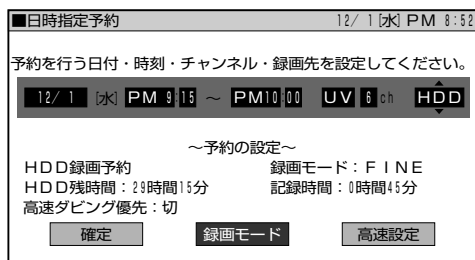 ■日時指定予約 12/ 1[水] PM 8:52
予約を行う日付・時刻・チャンネル・録画先を設定してください。
12/ 1 [水] PM 9:15 ～ PM10:00 UV 6ch HDD
～予約の設定～
HDD録画予約 録画モード：FINE
HDD残時間：29時間15分 記録時間：0時間45分
高速ダビング優先：切
確定 録画モード 高速設定